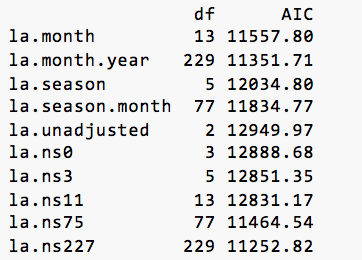 df AIC
la.month 13 11557.80
la.month.year 229 11351.71
la.season 5 12034.80
la.season.month 77 11834.77
la.unadjusted 2 12949.97
la.ns0 3 12888.68
la.ns3 5 12851.35
la.ns11 13 12831.17
la.ns75 77 11464.54
la.ns227 229 11252.82